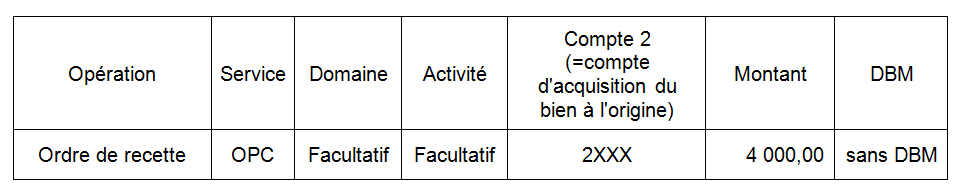 Opération
Service
Domaine
Activité
Compte 2
(=compte
d'acquisition du
bien à l'origine)
Montant
DBM
Ordre de recette
OPC
Facultatif
Facultatif
2XXX
4 000,00
sans DBM